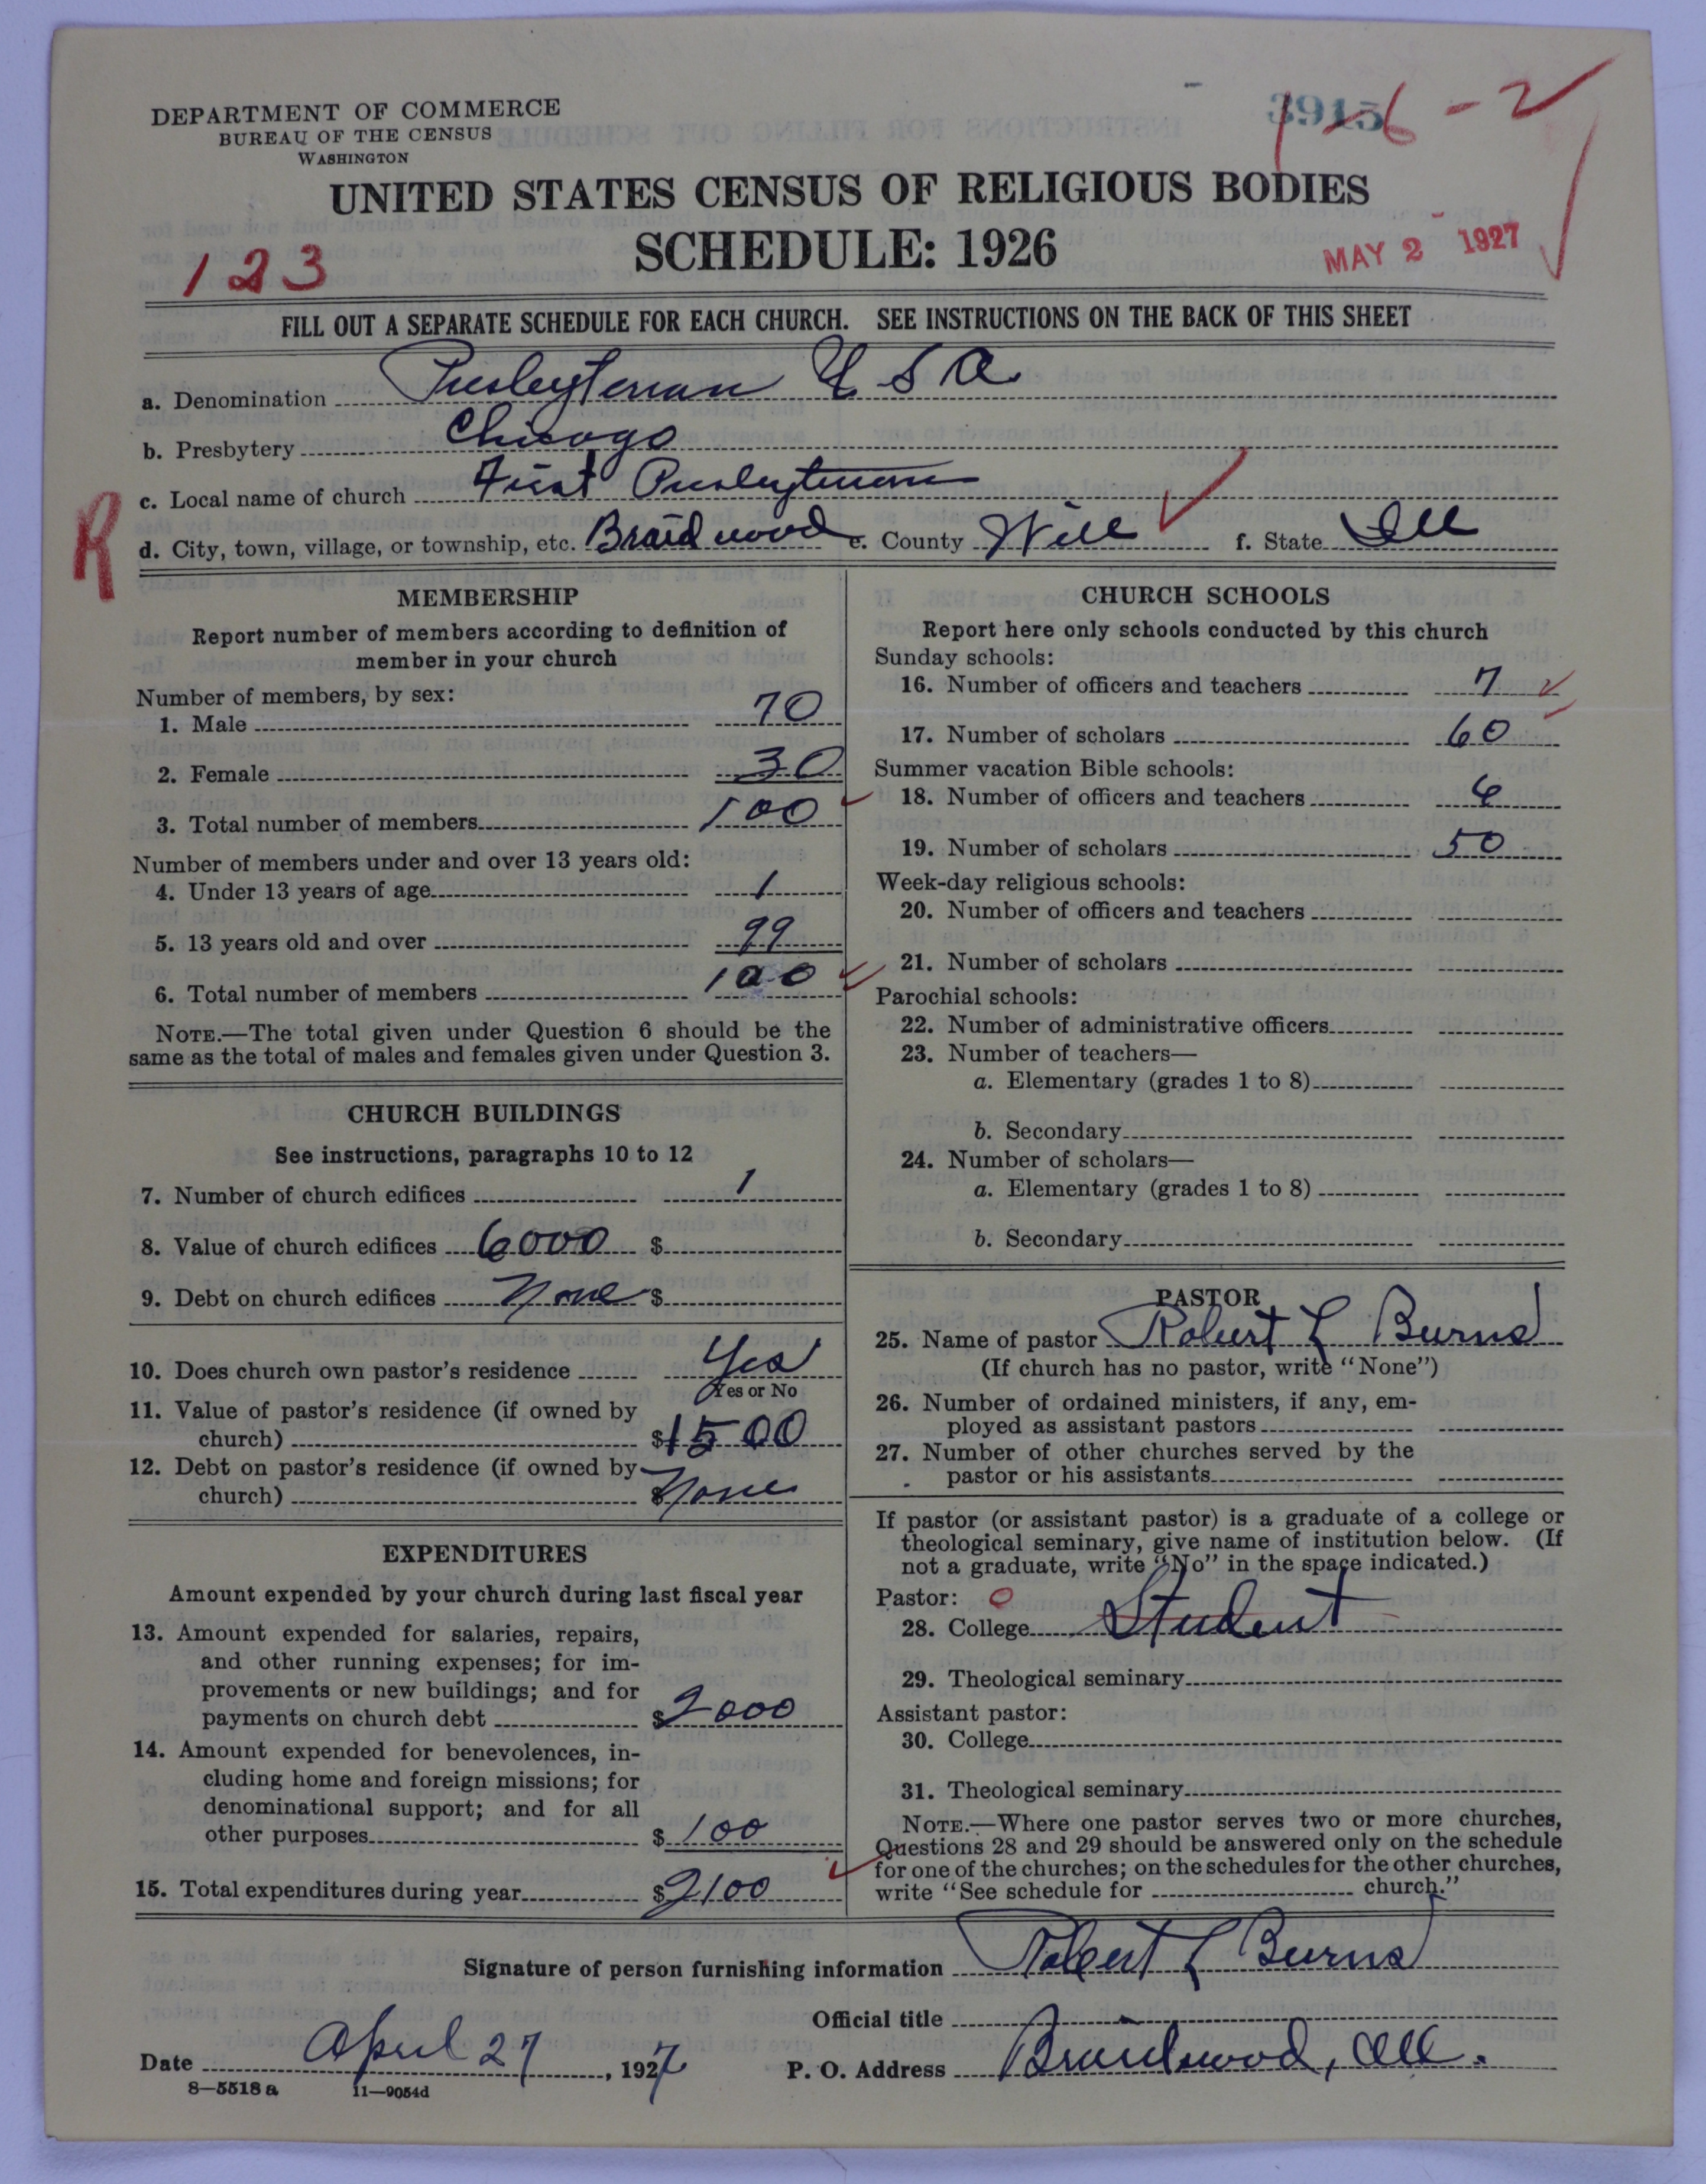 DEPARTMENT OF COMMERCE
BUREAU OF THE CENSUS
WASHINGTON
3915
1-6-2
UNITED STATES CENSUS OF RELIGIOUS BODIES
SCHEDULE: 1926
123
MAY 2 1927
FILL OUT A SEPARATE SCHEDULE FOR EACH CHURCH. SEE INSTRUCTIONS ON THE BACK OF THIS SHEET
a. Denomination Presbyterian U S A
b. Presbytery Chicago
c. Local name of church First Presbyterian
R
d. City, town, village, or township, etc. Braidwood e. County Will f. State Ill
MEMBERSHIP
Report number of members according to definition of
member in your church
Number of members, by sex:
1. Male 70
2. Female 30
3. Total number of members 100
Number of members under and over 13 years old:
4. Under 13 years of age 1
5. 13 years old and over 99
6. Total number of members 100
NOTE.—The total given under Question 6 should be the
same as the total of males and females given under Question 3.
CHURCH BUILDINGS
See instructions, paragraphs 10 to 12
7. Number of church edifices 1
8. Value of church edifices 6000 $
9. Debt on church edifices None $
10. Does church own pastor's residence Yes
Yes or No
11. Value of pastor's residence (if owned by
church) $1500
12. Debt on pastor's residence (if owned by
church) $None
EXPENDITURES
Amount expended by your church during last fiscal year
13. Amount expended for salaries, repairs,
and other running expenses; for im-
provements or new buildings; and for
payments on church debt $2000
14. Amount expended for benevolences, in-
cluding home and foreign missions; for
denominational support; and for all
other purposes $100
15. Total expenditures during year $2100
CHURCH SCHOOLS
Report here only schools conducted by this church
Sunday schools:
16. Number of officers and teachers 7
17. Number of scholars 60
Summer vacation Bible schools:
18. Number of officers and teachers
19. Number of scholars 50
Week-day religious schools:
20. Number of officers and teachers
21. Number of scholars
Parochial schools:
22. Number of administrative officers
23. Number of teachers—
a. Elementary (grades 1 to 8)
b. Secondary
24. Number of scholars—
a. Elementary (grades 1 to 8)
b. Secondary
PASTOR
25. Name of pastor Robert L Burns
(If church has no pastor, write "None")
26. Number of ordained ministers, if any, em-
ployed as assistant pastors
27. Number of other churches served by the
pastor or his assistants
If pastor (or assistant pastor) is a graduate of a college or
theological seminary, give name of institution below. (If
not a graduate, write "No" in the space indicated.)
Pastor: 0
28. College Student
29. Theological seminary
Assistant pastor:
30. College
31. Theological seminary
NOTE.—Where one pastor serves two or more churches,
Questions 28 and 29 should be answered only on the schedule
for one of the churches; on the schedules for the other churches,
write "See schedule for church."
Signature of person furnishing information Robert L Burns
Official title
Date April 27, 1927 P. O. Address Braidwood, Ill.
8—5518 a 11—9054d